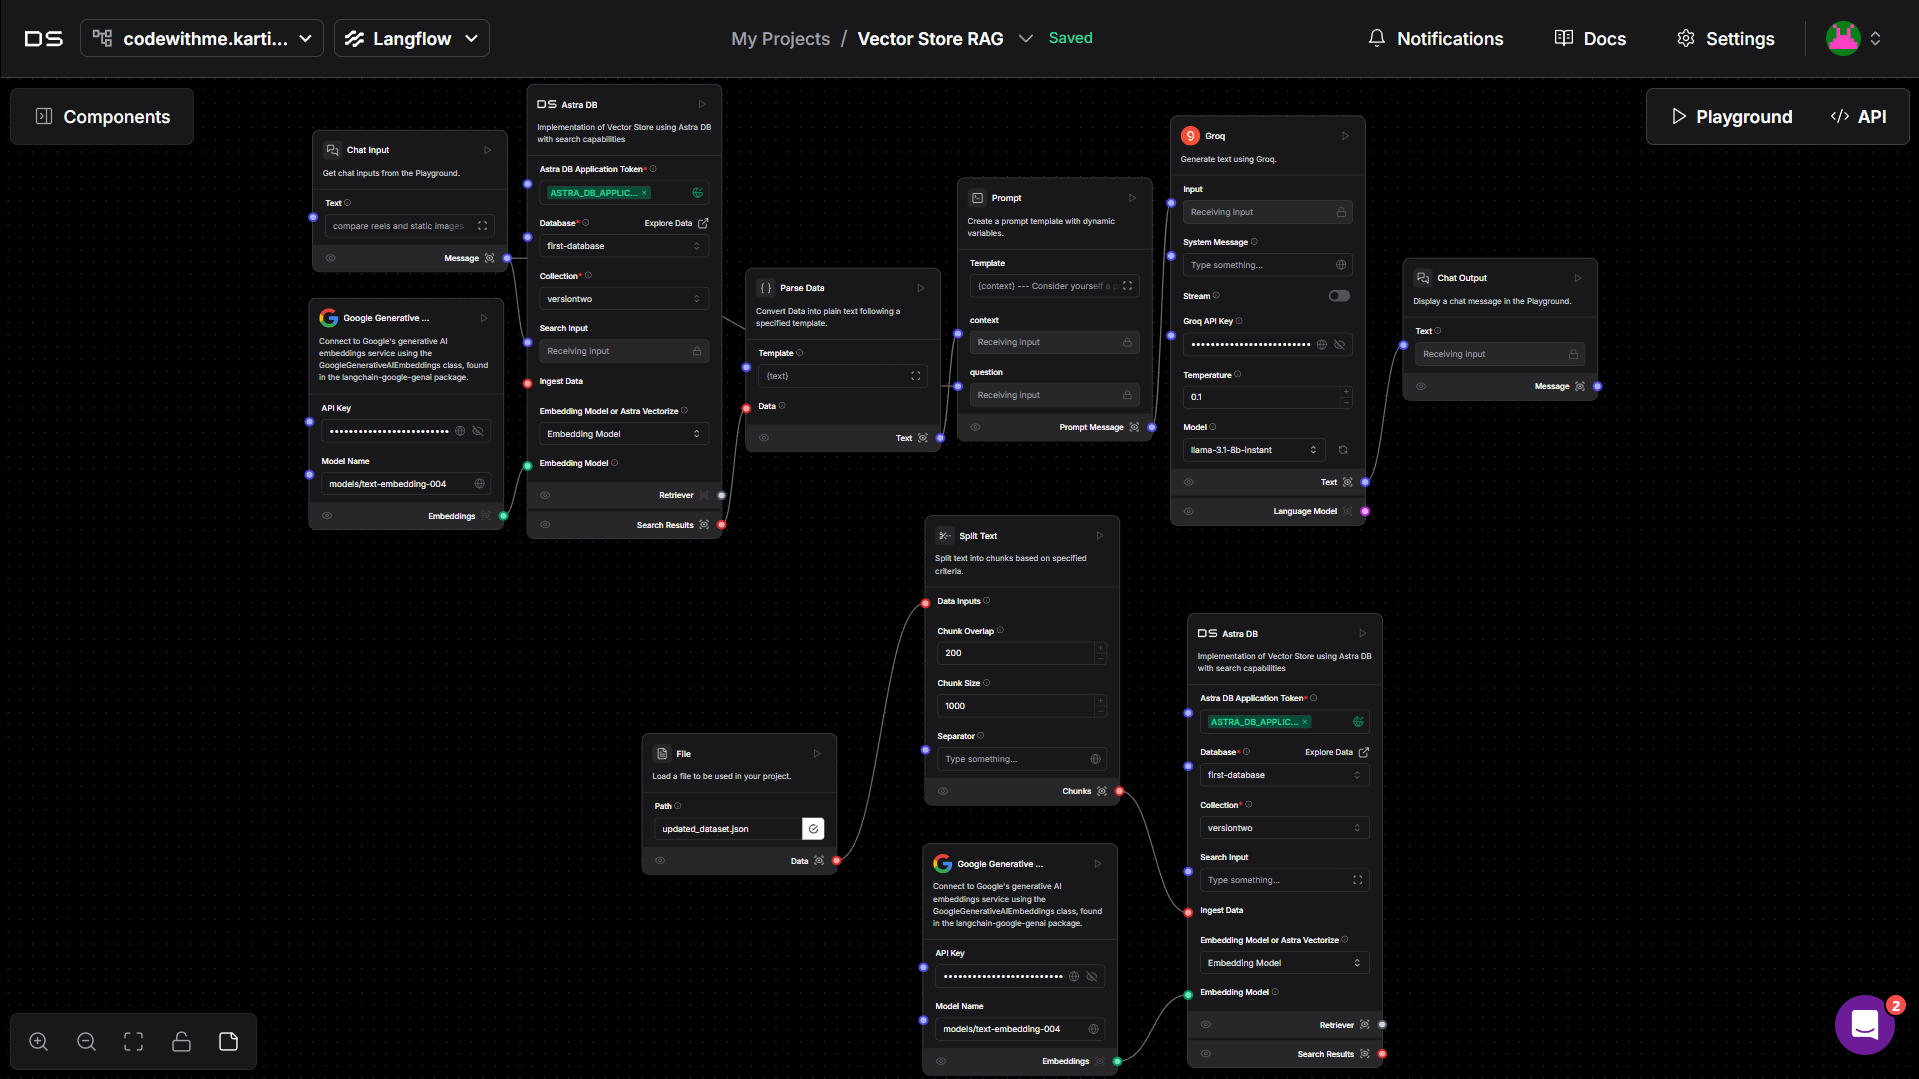 DS
codewithme.karti...
Langflow
My Projects / Vector Store RAG
Saved
Notifications
Docs
Settings
Components
Playground
API
Chat Input
Get chat inputs from the Playground.
Text
compare reels and static images
Message
Google Generative ...
Connect to Google's generative AI
embeddings service using the
GoogleGenerativeAIEmbeddings class, found
in the langchain-google-genai package.
API Key
Model Name
models/text-embedding-004
Embeddings
DS Astra DB
Implementation of Vector Store using Astra DB
with search capabilities
Astra DB Application Token*
ASTRA_DB_APPLIC... ×
Database*
Explore Data
first-database
Collection*
versiontwo
Search Input
Receiving input
Ingest Data
Embedding Model or Astra Vectorize
Embedding Model
Embedding Model
Retriever
Search Results
Parse Data
Convert Data into plain text following a
specified template.
Template
{text}
Data
Text
Prompt
Create a prompt template with dynamic
variables.
Template
{context} --- Consider yourself a p
context
Receiving input
question
Receiving input
Prompt Message
Groq
Generate text using Groq.
Input
Receiving input
System Message
Type something...
Stream
Groq API Key
Temperature
0.1
Model
llama-3.1-8b-instant
Text
Language Model
Chat Output
Display a chat message in the Playground.
Text
Receiving input
Message
Split Text
Split text into chunks based on specified
criteria.
Data Inputs
Chunk Overlap
200
Chunk Size
1000
Separator
Type something...
Chunks
File
Load a file to be used in your project.
Path
updated_dataset.json
Data
Google Generative ...
Connect to Google's generative AI
embeddings service using the
GoogleGenerativeAIEmbeddings class, found
in the langchain-google-genai package.
API Key
Model Name
models/text-embedding-004
Embeddings
DS Astra DB
Implementation of Vector Store using Astra DB
with search capabilities
Astra DB Application Token*
ASTRA_DB_APPLIC... ×
Database*
Explore Data
first-database
Collection*
versiontwo
Search Input
Type something...
Ingest Data
Embedding Model or Astra Vectorize
Embedding Model
Embedding Model
Retriever
Search Results
2